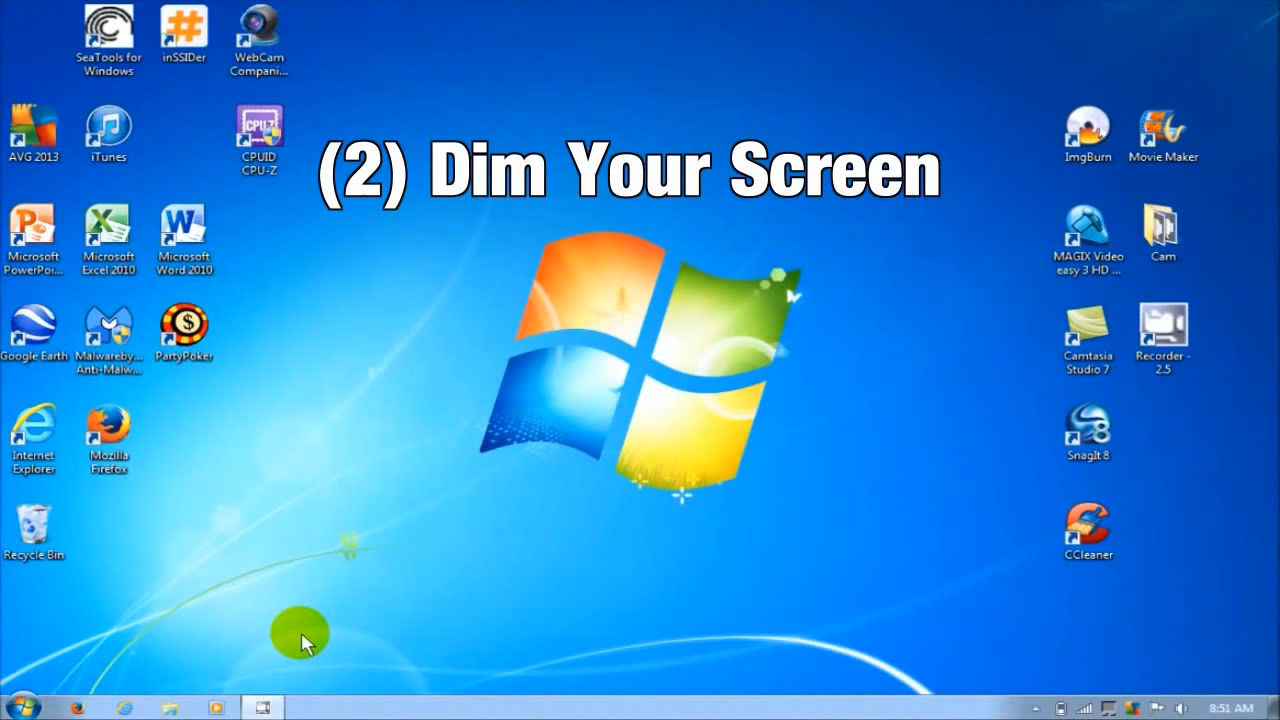 SeaTools for
Windows
inSSIDer
WebCam
Compani...
AVG 2013
iTunes
CPU-Z
CPUID
CPU-Z
(2) Dim Your Screen
ImgBurn
Movie Maker
Microsoft
PowerPoi...
Microsoft
Excel 2010
Microsoft
Word 2010
MAGIX Video
easy 3 HD ...
Cam
Google Earth
Malwareby...
Anti-Malw...
PartyPoker
Camtasia
Studio 7
Recorder -
2.5
Internet
Explorer
Mozilla
Firefox
SnagIt 8
Recycle Bin
CCleaner
8:51 AM